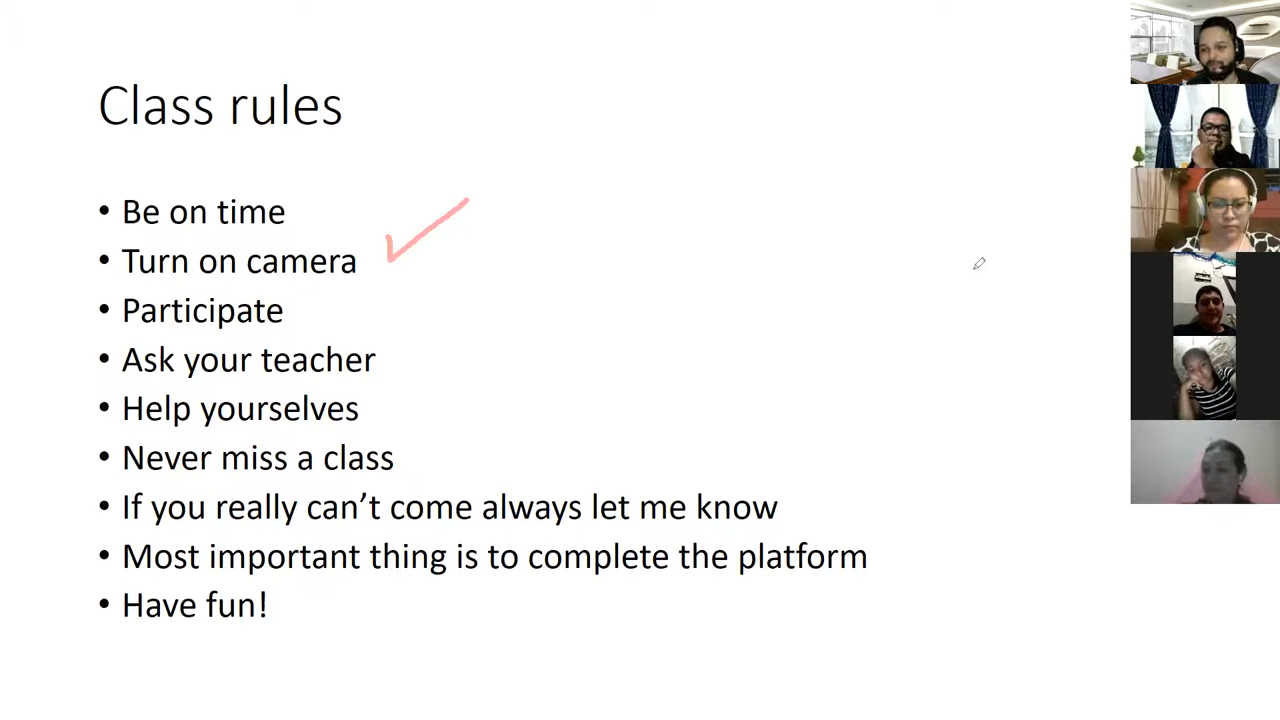 Class rules
• Be on time
• Turn on camera
• Participate
• Ask your teacher
• Help yourselves
• Never miss a class
• If you really can’t come always let me know
• Most important thing is to complete the platform
• Have fun!